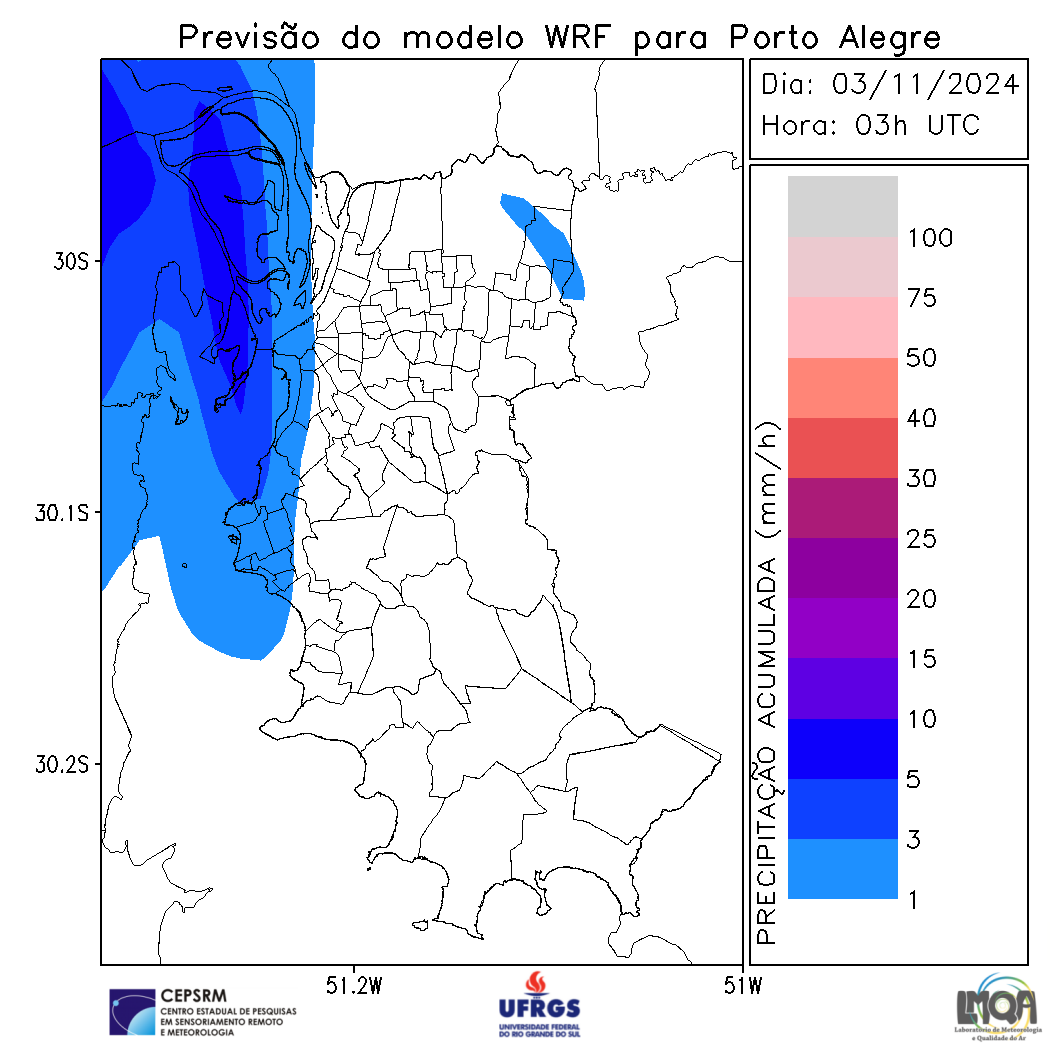 Previsão do modelo WRF para Porto Alegre
Dia: 03/11/2024
Hora: 03h UTC
30S
30.1S
30.2S
51.2W
51W
PRECIPITAÇÃO ACUMULADA (mm/h)
100
75
50
40
30
25
20
15
10
5
3
1
CEPSRM
CENTRO ESTADUAL DE PESQUISAS
EM SENSORIAMENTO REMOTO
E METEOROLOGIA
UFRGS
UNIVERSIDADE FEDERAL
DO RIO GRANDE DO SUL
LMQA
Laboratório de Meteorologia
e Qualidade do Ar